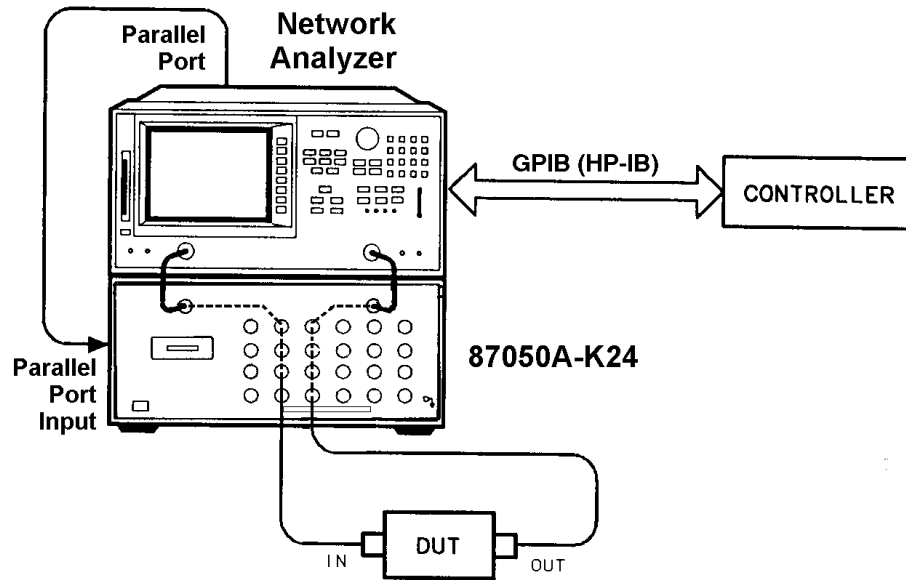 Parallel
Port
Network
Analyzer
GPIB (HP-IB)
CONTROLLER
87050A-K24
Parallel
Port
Input
IN
DUT
OUT